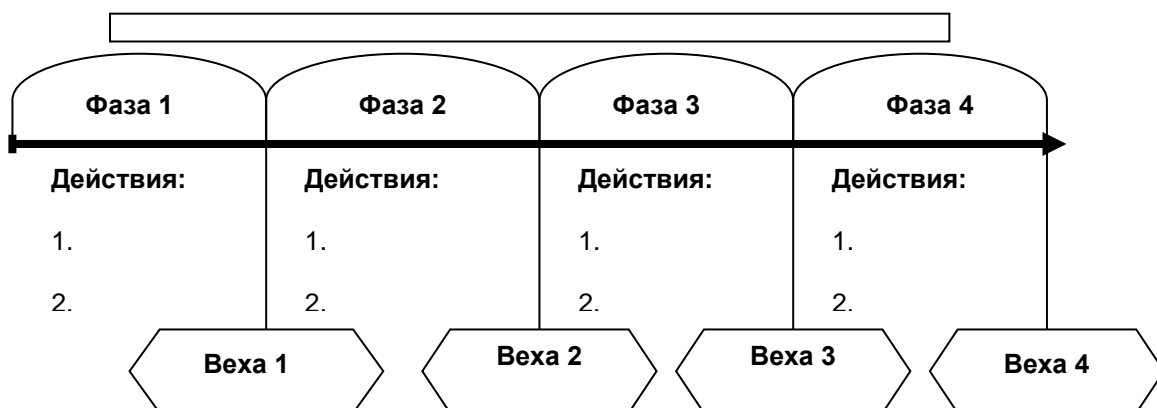 Фаза 1 Фаза 2 Фаза 3 Фаза 4
Действия: Действия: Действия: Действия:
1. 1. 1. 1.
2. 2. 2. 2.
Веха 1 Веха 2 Веха 3 Веха 4